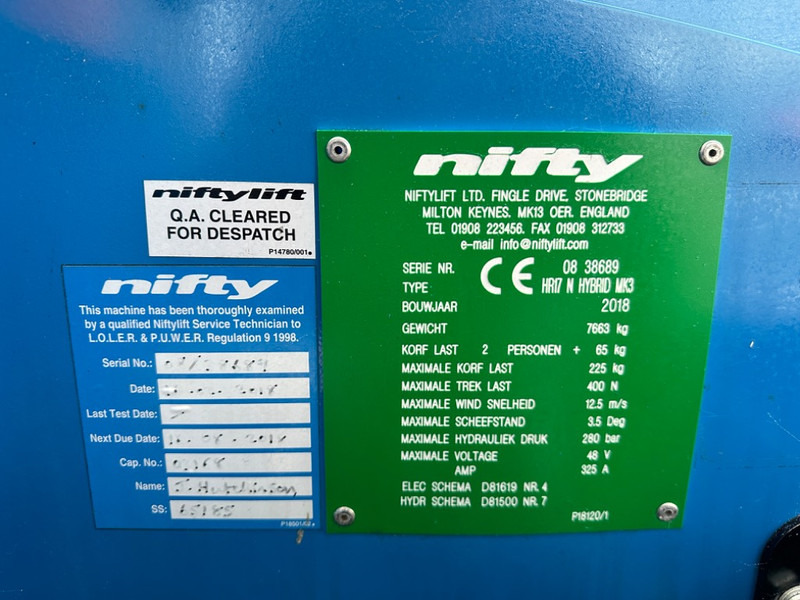 niftylift
Q.A. CLEARED
FOR DESPATCH
P14780/001
nifty
This machine has been thoroughly examined
by a qualified Niftylift Service Technician to
L.O.L.E.R. & P.U.W.E.R. Regulation 9 1998.
Serial No.:
Date:
Last Test Date:
Next Due Date:
Cap. No.:
Name: Hutchinson
SS: 65185
nifty
NIFTYLIFT LTD. FINGLE DRIVE, STONEBRIDGE
MILTON KEYNES. MK13 OER. ENGLAND
TEL 01908 223456. FAX 01908 312733
e-mail info@niftylift.com
SERIE NR. CE 08 38689
TYPE HR17 N HYBRID MK3
BOUWJAAR 2018
GEWICHT 7663 kg
KORF LAST 2 PERSONEN + 65 kg
MAXIMALE KORF LAST 225 kg
MAXIMALE TREK LAST 400 N
MAXIMALE WIND SNELHEID 12.5 m/s
MAXIMALE SCHEEFSTAND 3.5 Deg
MAXIMALE HYDRAULIEK DRUK 280 bar
MAXIMALE VOLTAGE 48 V
AMP 325 A
ELEC SCHEMA D81619 NR. 4
HYDR SCHEMA D81500 NR. 7
P18120/1